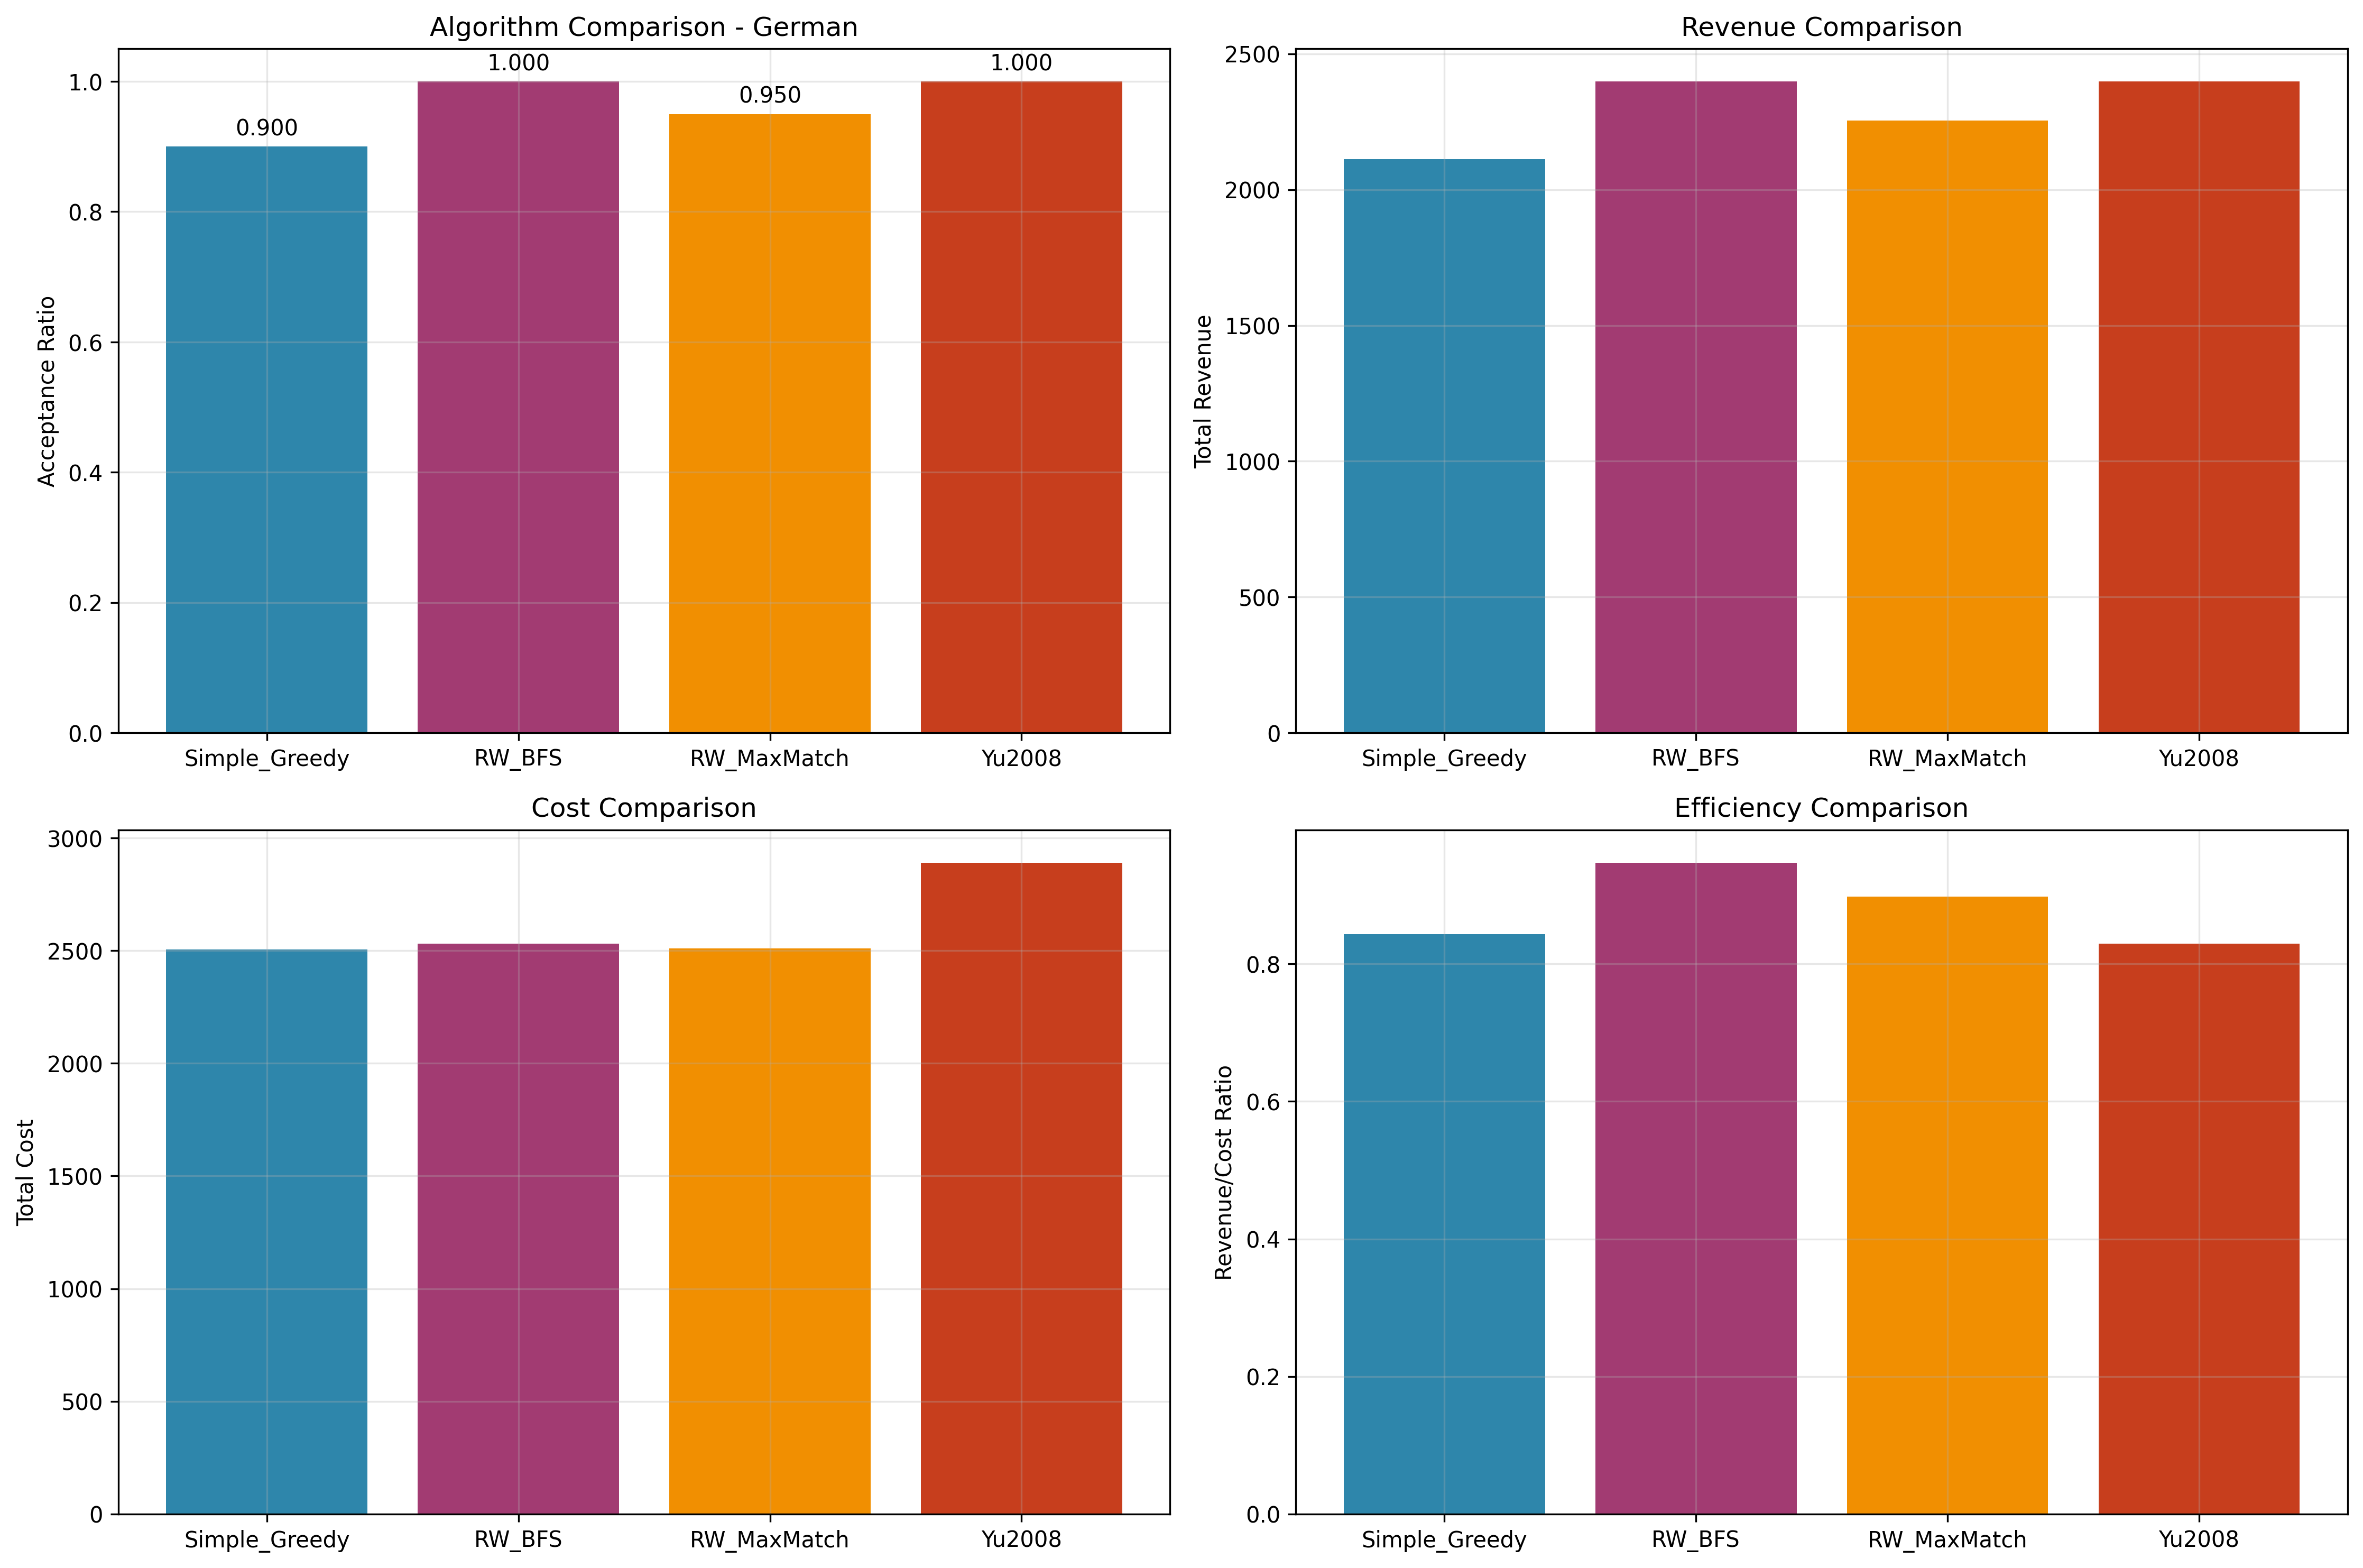 Algorithm Comparison - German
Acceptance Ratio
1.0
0.8
0.6
0.4
0.2
0.0
0.900
1.000
0.950
1.000
Simple_Greedy
RW_BFS
RW_MaxMatch
Yu2008
Revenue Comparison
Total Revenue
2500
2000
1500
1000
500
0
Simple_Greedy
RW_BFS
RW_MaxMatch
Yu2008
Cost Comparison
Total Cost
3000
2500
2000
1500
1000
500
0
Simple_Greedy
RW_BFS
RW_MaxMatch
Yu2008
Efficiency Comparison
Revenue/Cost Ratio
0.8
0.6
0.4
0.2
0.0
Simple_Greedy
RW_BFS
RW_MaxMatch
Yu2008